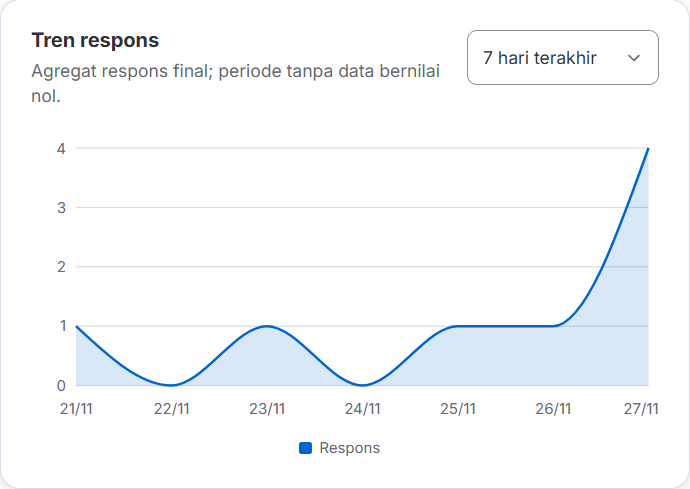 Tren respons
Agregat respons final; periode tanpa data bernilai
nol.
7 hari terakhir
4
3
2
1
0
21/11
22/11
23/11
24/11
25/11
26/11
27/11
Respons